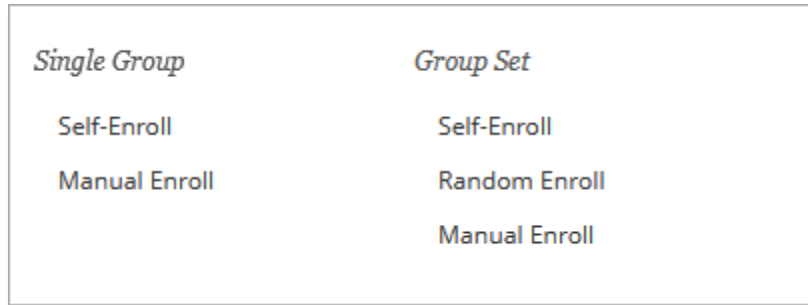 Single Group
Self-Enroll
Manual Enroll
Group Set
Self-Enroll
Random Enroll
Manual Enroll